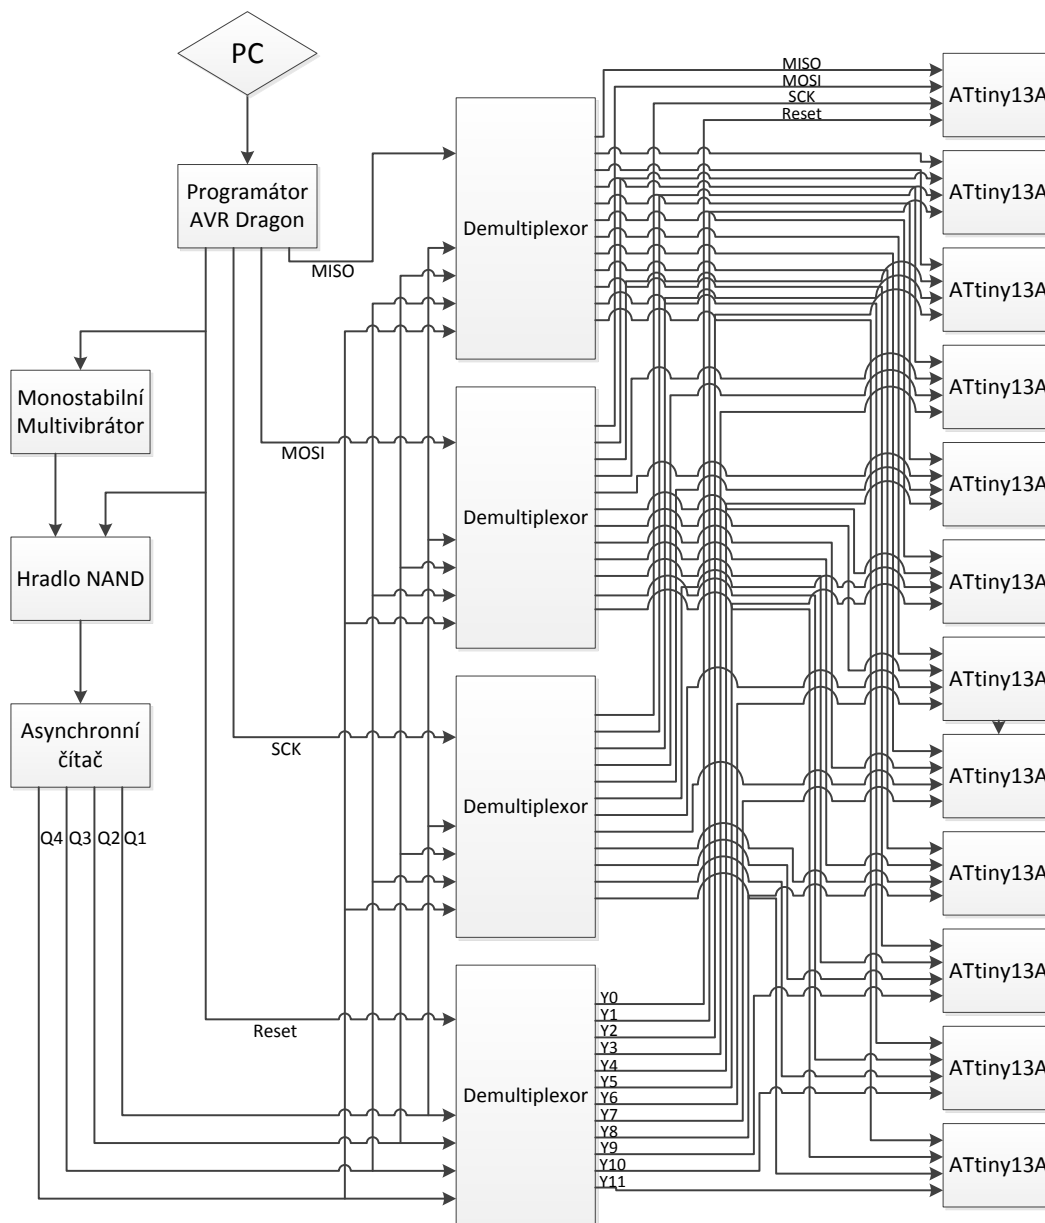 PC
Programátor
AVR Dragon
MISO
MOSI
SCK
Reset
Monostabilní
Multivibrátor
Hradlo NAND
Asynchronní
čítač
Q4
Q3
Q2
Q1
MISO
MOSI
SCK
Reset
Demultiplexor
Demultiplexor
Demultiplexor
Demultiplexor
Y0
Y1
Y2
Y3
Y4
Y5
Y6
Y7
Y8
Y9
Y10
Y11
ATtiny13A
ATtiny13A
ATtiny13A
ATtiny13A
ATtiny13A
ATtiny13A
ATtiny13A
ATtiny13A
ATtiny13A
ATtiny13A
ATtiny13A
ATtiny13A